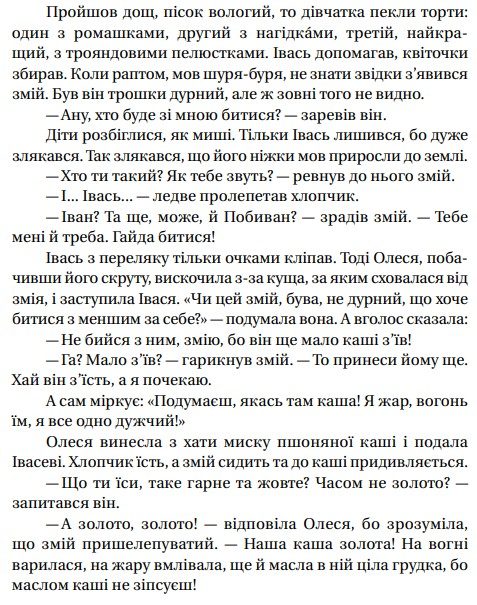 Пройшов дощ, пісок вологий, то дівчатка пекли торти:
один з ромашками, другий з нагідка́ми, третій, найкра-
щий, з трояндовими пелюстками. Івась допомагав, квіточки
збирав. Коли раптом, мов шуря-буря, не знати звідки з’явився
змій. Був він трошки дурний, але ж зовні того не видно.
— Ану, хто буде зі мною битися? — заревів він.
Діти розбіглися, як миші. Тільки Івась лишився, бо дуже
злякався. Так злякався, що його ніжки мов приросли до землі.
— Хто ти такий? Як тебе звуть? — ревнув до нього змій.
— І... Івась... — ледве пролепетав хлопчик.
— Іван? Та ще, може, й Побиван? — зрадів змій. — Тебе
мені й треба. Гайда битися!
Івась з переляку тільки очками кліпав. Тоді Олеся, поба-
чивши його скруту, вискочила з-за куща, за яким сховалася від
змія, і заступила Івася. «Чи цей змій, бува, не дурний, що хоче
битися з меншим за себе?» — подумала вона. А вголос сказала:
— Не бийся з ним, змію, бо він ще мало каші з’їв!
— Га? Мало з’їв? — гарикнув змій. — То принеси йому ще.
Хай він з’їсть, а я почекаю.
А сам міркує: «Подумаєш, якась там каша! Я жар, вогонь
їм, я все одно дужчий!»
Олеся винесла з хати миску пшоняної каші і подала
Івасеві. Хлопчик їсть, а змій сидить та до каші придивляється.
— Що ти їси, таке гарне та жовте? Часом не золото? —
запитався він.
— А золото, золото! — відповіла Олеся, бо зрозуміла,
що змій пришелепуватий. — Наша каша золота! На вогні
варилася, на жару вмлівала, ще й масла в ній ціла грудка, бо
маслом каші не зіпсуєш!